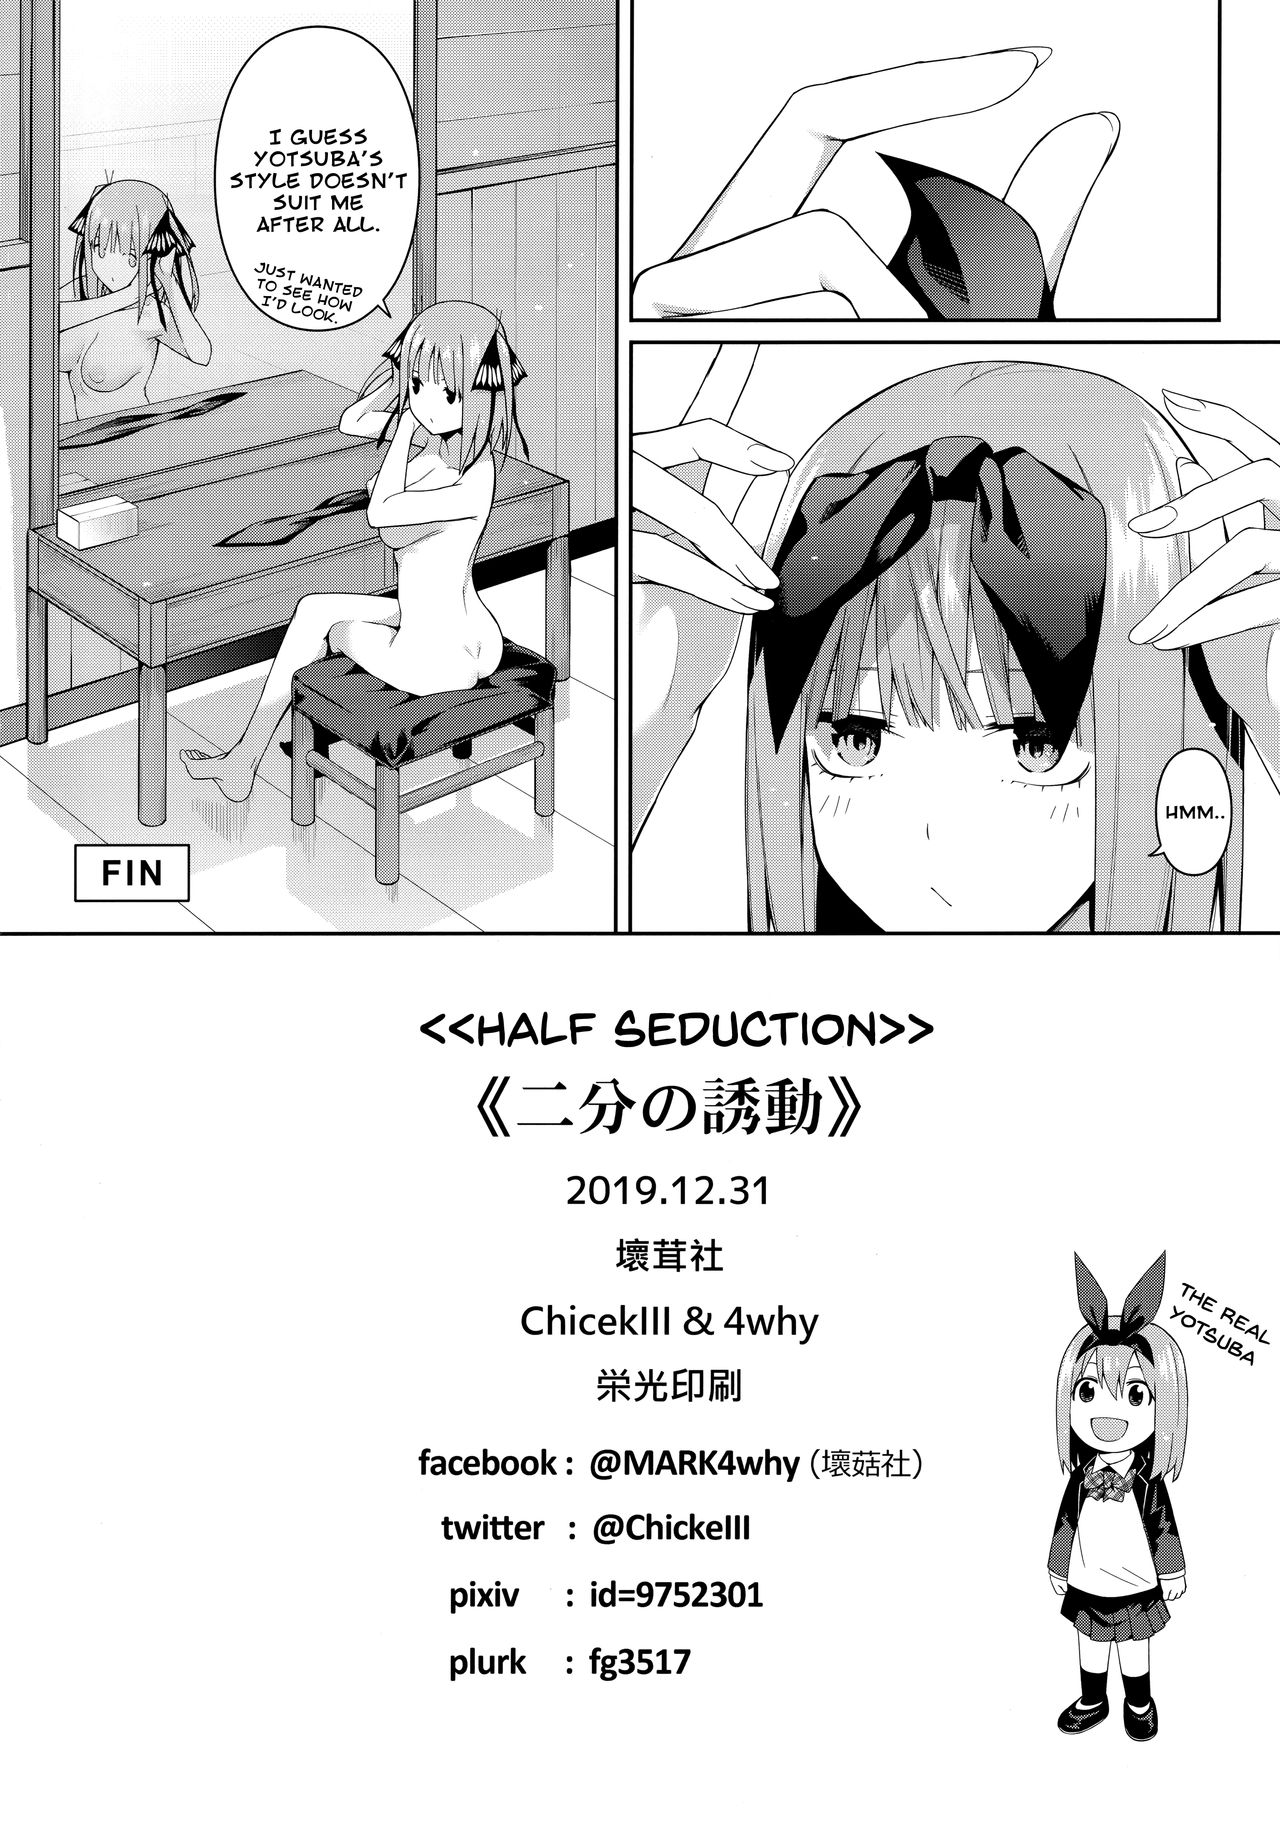 HMM..
I GUESS
YOTSUBA'S
STYLE DOESN'T
SUIT ME
AFTER ALL.
JUST WANTED
TO SEE HOW
I'D LOOK.
FIN
<<HALF SEDUCTION>>
《二分の誘動》
2019.12.31
壞茸社
ChicekIII & 4why
栄光印刷
facebook : @MARK4why (壞菇社)
twitter : @ChickeIII
pixiv : id=9752301
plurk : fg3517
THE REAL
YOTSUBA